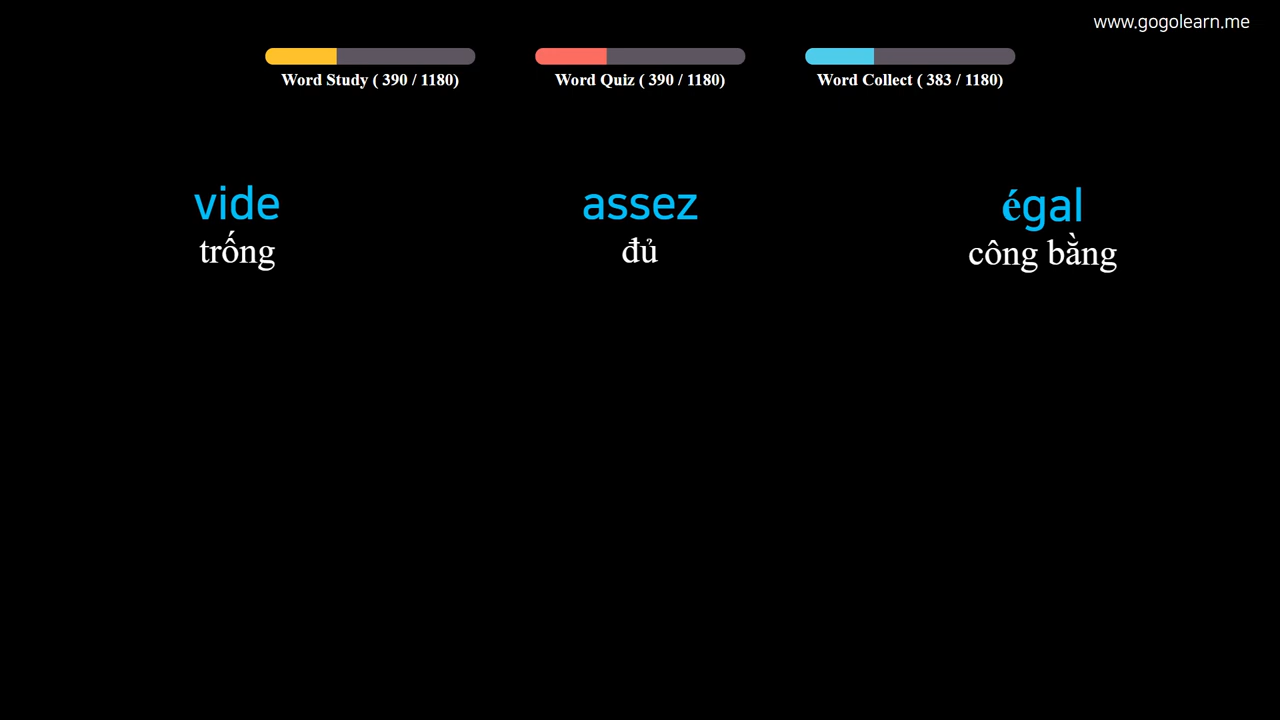 www.gogolearn.me
Word Study ( 390 / 1180)
Word Quiz ( 390 / 1180)
Word Collect ( 383 / 1180)
vide
trống
assez
đủ
égal
công bằng